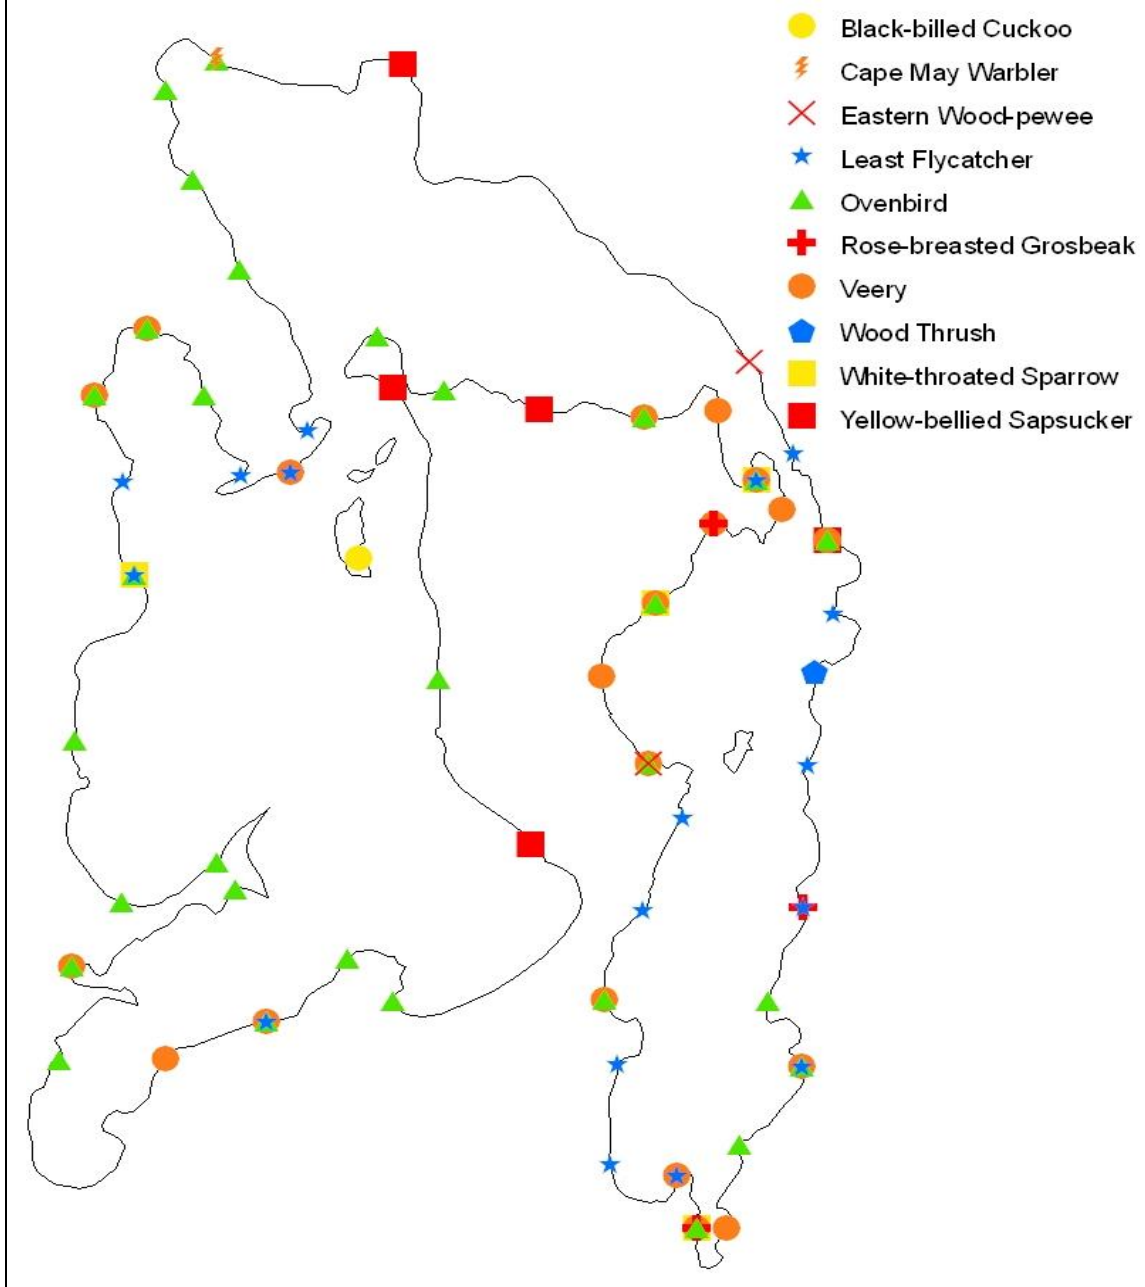 Black-billed Cuckoo
Cape May Warbler
Eastern Wood-pewee
Least Flycatcher
Ovenbird
Rose-breasted Grosbeak
Veery
Wood Thrush
White-throated Sparrow
Yellow-bellied Sapsucker